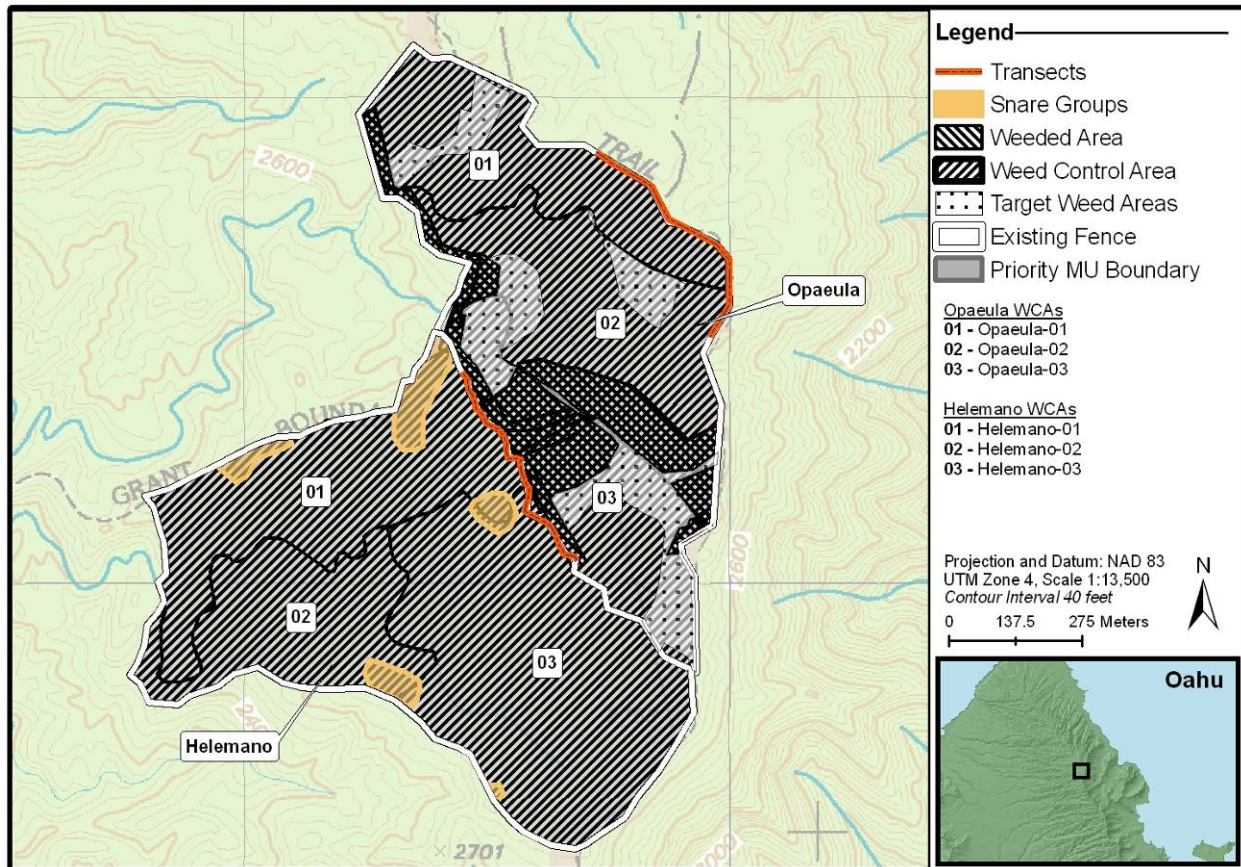 2600
TRAIL
01
Opaeula
02
2200
GRANT
BOUNDA
01
03
2600
02
03
Helemano
2701
Legend
Transects
Snare Groups
Weeded Area
Weed Control Area
Target Weed Areas
Existing Fence
Priority MU Boundary
Opaeula WCAs
01 - Opaeula-01
02 - Opaeula-02
03 - Opaeula-03
Helemano WCAs
01 - Helemano-01
02 - Helemano-02
03 - Helemano-03
Projection and Datum: NAD 83
UTM Zone 4, Scale 1:13,500
Contour Interval 40 feet
N
0 137.5 275 Meters
Oahu